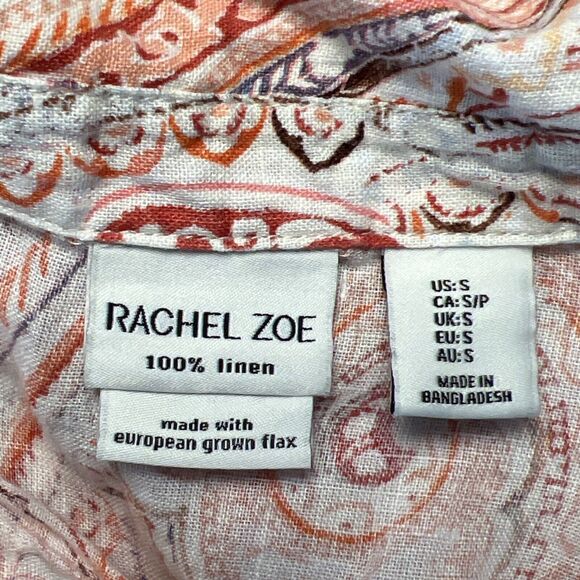 RACHEL ZOE
100% linen
made with
european grown flax
US: S
CA: S/P
UK: S
EU: S
AU: S
MADE IN
BANGLADESH